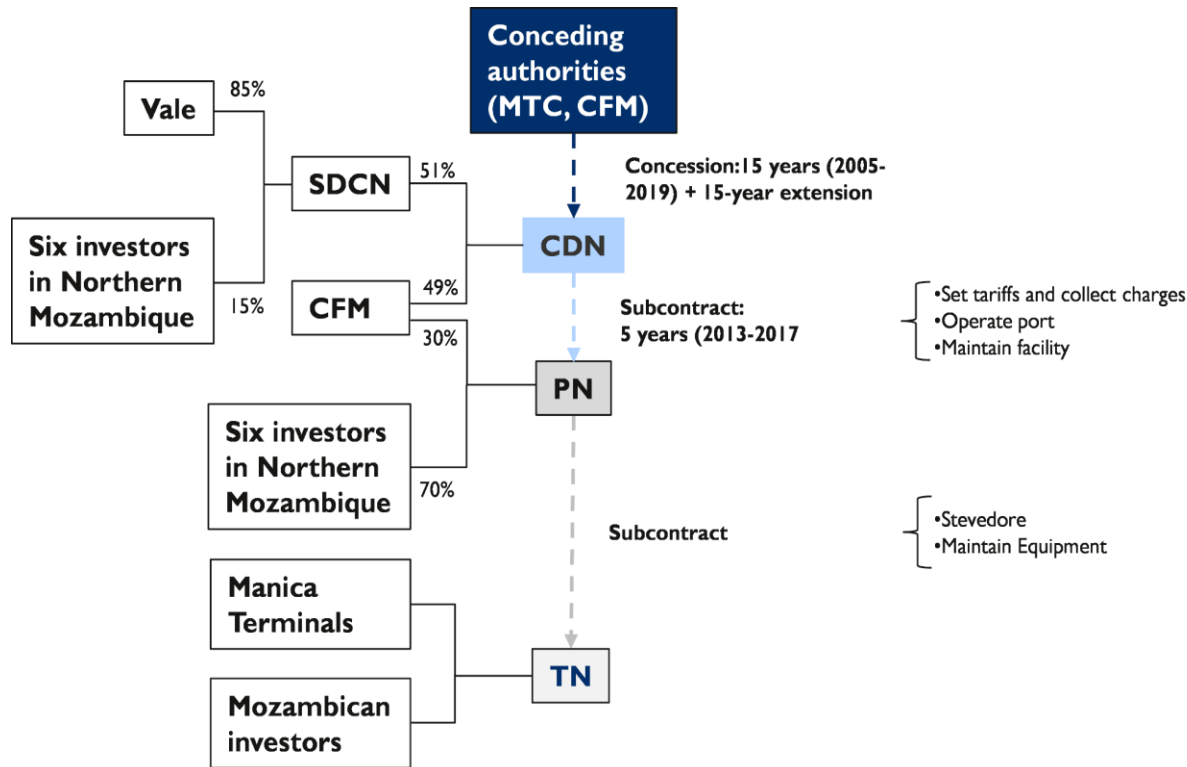 Conceding
authorities
(MTC, CFM)
85%
Vale
Concession:15 years (2005-
2019) + 15-year extension
51%
SDCN
CDN
Six investors
in Northern
Mozambique
15%
49%
CFM
30%
Subcontract:
5 years (2013-2017
•Set tariffs and collect charges
•Operate port
•Maintain facility
PN
Six investors
in Northern
Mozambique
70%
Subcontract
•Stevedore
•Maintain Equipment
Manica
Terminals
TN
Mozambican
investors